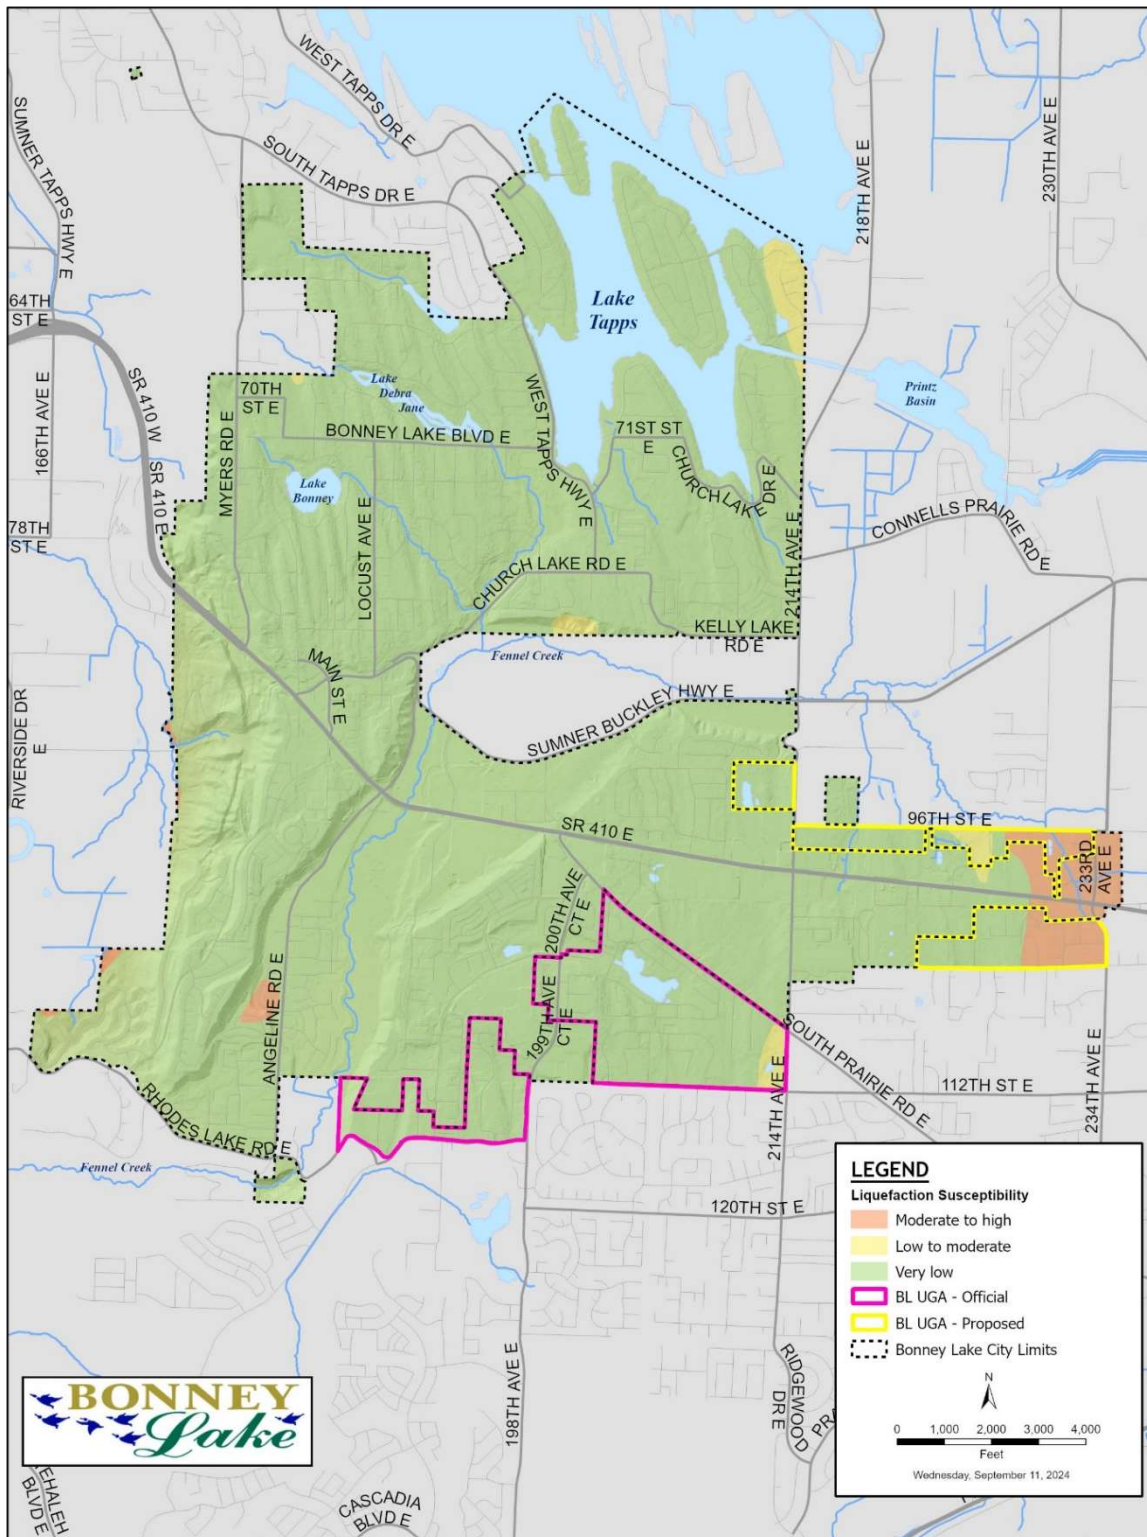 WEST TAPPS DR E
SOUTH TAPPS DR E
SUMNER TAPPS HWY E
218TH AVE E
230TH AVE E
64TH
ST E
166TH AVE E
SR 410 W
SR 410 E
Lake
Tapps
Printz
Basin
Lake
Debra
Jane
70TH
ST E
MYERS RD E
BONNEY LAKE BLVD E
WEST TAPPS HWY E
71ST ST
E
CHURCH LAKE
DR E
Lake
Bonney
LOCUST AVE E
78TH
ST E
CONNELLS PRAIRIE RD E
214TH AVE E
CHURCH LAKE RD E
KELLY LAKE
RD E
Fennel Creek
MAIN ST E
SUMNER BUCKLEY HWY E
RIVERSIDE DR
E
SR 410 E
96TH ST E
233RD
AVE E
200TH AVE
CT E
199TH AVE
CT E
ANGELINE RD E
SOUTH PRAIRIE RD E
214TH AVE E
112TH ST E
234TH AVE E
RHODES LAKE RD E
Fennel Creek
120TH ST E
198TH AVE E
RIDGEWOOD
DR E
CASCADIA
BLVD E
BLVD E
LEGEND
Liquefaction Susceptibility
Moderate to high
Low to moderate
Very low
BL UGA - Official
BL UGA - Proposed
Bonney Lake City Limits
N
0 1,000 2,000 3,000 4,000
Feet
Wednesday, September 11, 2024
BONNEY
Lake